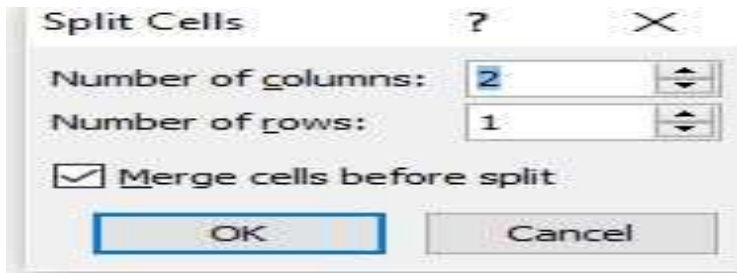 Split Cells ?
Number of columns: 2
Number of rows: 1
Merge cells before split
OK Cancel